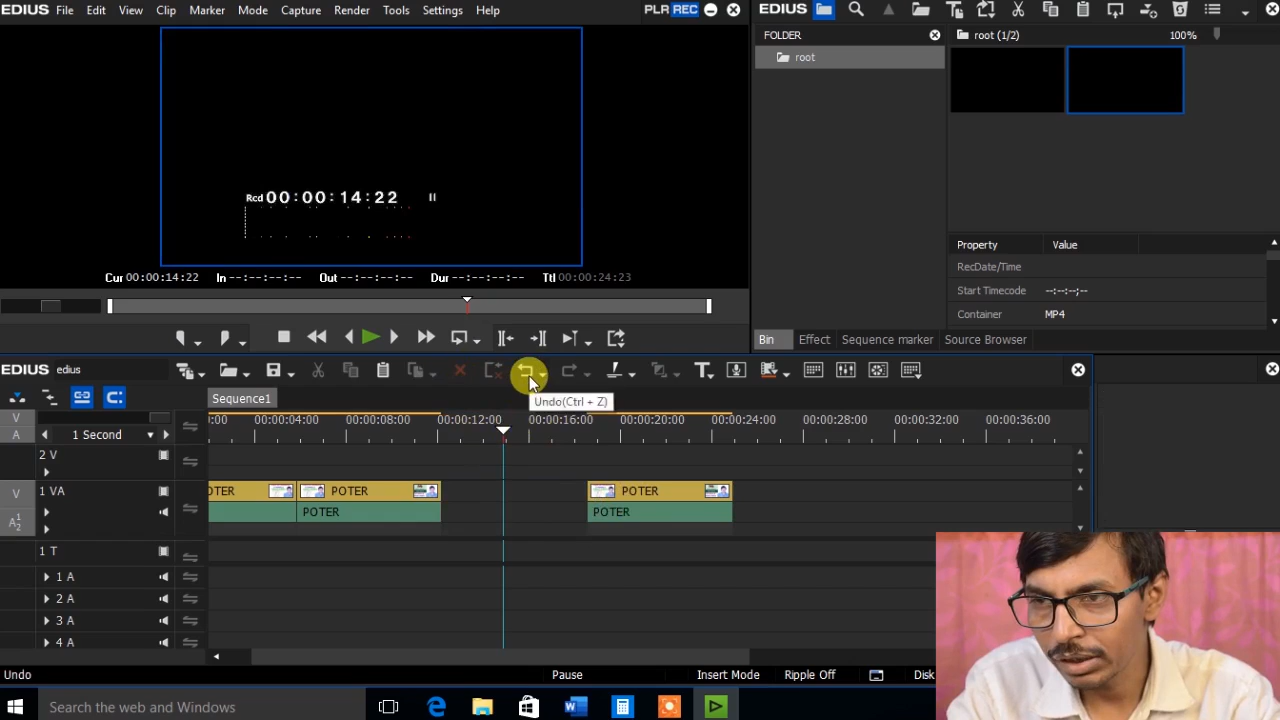 EDIUS File Edit View Clip Marker Mode Capture Render Tools Settings Help PLR REC
EDIUS
FOLDER
root (1/2) 100%
root
Rcd 00:00:14:22 II
Cur 00:00:14:22 In --:--:--:-- Out --:--:--:-- Dur --:--:--:-- Ttl 00:00:24:23
Property Value
RecDate/Time
Start Timecode --:--:--;--
Container MP4
Bin Effect Sequence marker Source Browser
EDIUS edius
Undo(Ctrl + Z)
Sequence1
V
A
1 Second
0:00 00:00:04:00 00:00:08:00 00:00:12:00 00:00:16:00 00:00:20:00 00:00:24:00 00:00:28:00 00:00:32:00 00:00:36:00
2 V
V
1 VA
OTER POTER POTER
A12
POTER POTER
1 T
1 A
2 A
3 A
4 A
Undo Pause Insert Mode Ripple Off Disk
Search the web and Windows